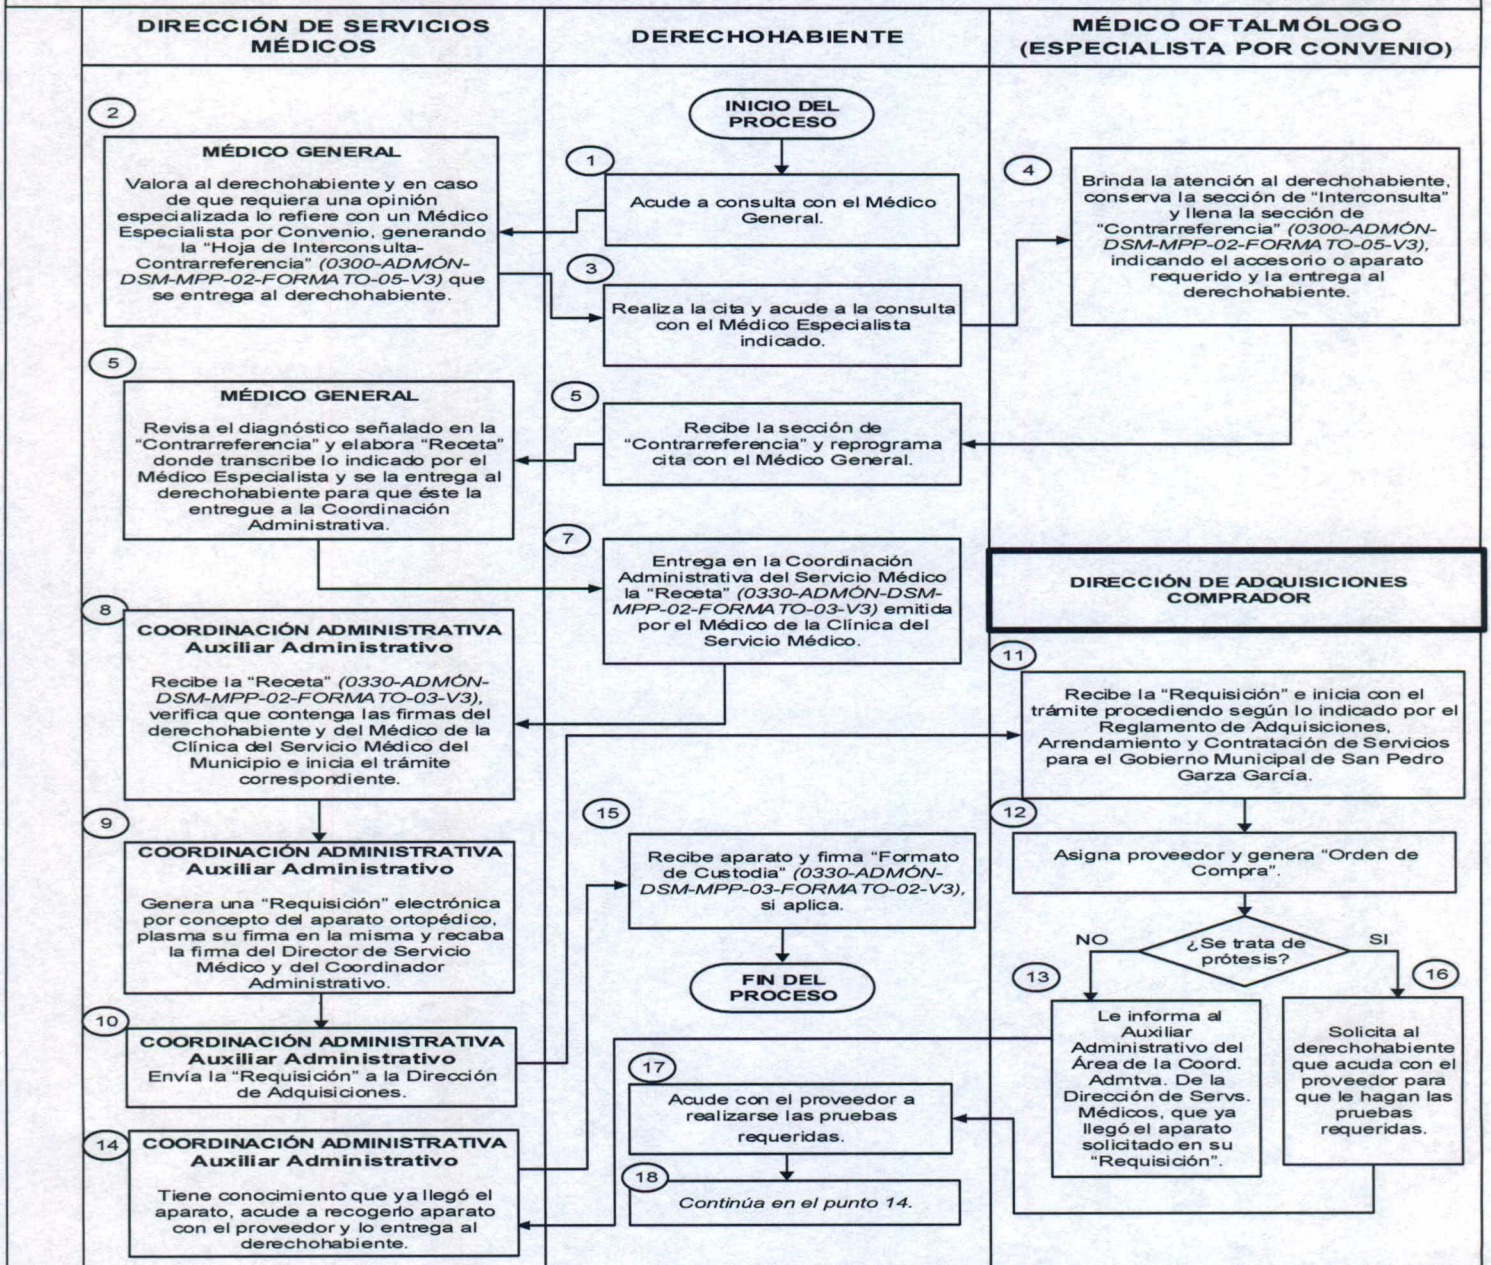 DIRECCIÓN DE SERVICIOS
MÉDICOS
DERECHOHABIENTE
MÉDICO OFTALMÓLOGO
(ESPECIALISTA POR CONVENIO)
INICIO DEL
PROCESO
1
Acude a consulta con el Médico
General.
2
MÉDICO GENERAL
Valora al derechohabiente y en caso
de que requiera una opinión
especializada lo refiere con un Médico
Especialista por Convenio, generando
la “Hoja de Interconsulta-
Contrarreferencia” (0300-ADMÓN-
DSM-MPP-02-FORMATO-05-V3) que
se entrega al derechohabiente.
3
Realiza la cita y acude a la consulta
con el Médico Especialista
indicado.
4
Brinda la atención al derechohabiente,
conserva la sección de “Interconsulta”
y llena la sección de
“Contrarreferencia” (0300-ADMÓN-
DSM-MPP-02-FORMATO-05-V3),
indicando el accesorio o aparato
requerido y la entrega al
derechohabiente.
5
Recibe la sección de
“Contrarreferencia” y reprograma
cita con el Médico General.
5
MÉDICO GENERAL
Revisa el diagnóstico señalado en la
“Contrarreferencia” y elabora “Receta”
donde transcribe lo indicado por el
Médico Especialista y se la entrega al
derechohabiente para que éste la
entregue a la Coordinación
Administrativa.
7
Entrega en la Coordinación
Administrativa del Servicio Médico
la “Receta” (0330-ADMÓN-DSM-
MPP-02-FORMATO-03-V3) emitida
por el Médico de la Clínica del
Servicio Médico.
8
COORDINACIÓN ADMINISTRATIVA
Auxiliar Administrativo
Recibe la “Receta” (0330-ADMÓN-
DSM-MPP-02-FORMATO-03-V3),
verifica que contenga las firmas del
derechohabiente y del Médico de la
Clínica del Servicio Médico del
Municipio e inicia el trámite
correspondiente.
9
COORDINACIÓN ADMINISTRATIVA
Auxiliar Administrativo
Genera una “Requisición” electrónica
por concepto del aparato ortopédico,
plasma su firma en la misma y recaba
la firma del Director de Servicio
Médico y del Coordinador
Administrativo.
10
COORDINACIÓN ADMINISTRATIVA
Auxiliar Administrativo
Envía la “Requisición” a la Dirección
de Adquisiciones.
DIRECCIÓN DE ADQUISICIONES
COMPRADOR
11
Recibe la “Requisición” e inicia con el
trámite procediendo según lo indicado por el
Reglamento de Adquisiciones,
Arrendamiento y Contratación de Servicios
para el Gobierno Municipal de San Pedro
Garza García.
12
Asigna proveedor y genera “Orden de
Compra”.
¿Se trata de
prótesis?
NO
SI
13
Le informa al
Auxiliar
Administrativo del
Área de la Coord.
Admtva. De la
Dirección de Servs.
Médicos, que ya
llegó el aparato
solicitado en su
“Requisición”.
14
COORDINACIÓN ADMINISTRATIVA
Auxiliar Administrativo
Tiene conocimiento que ya llegó el
aparato, acude a recogerlo aparato
con el proveedor y lo entrega al
derechohabiente.
15
Recibe aparato y firma “Formato
de Custodia” (0330-ADMÓN-
DSM-MPP-03-FORMATO-02-V3),
si aplica.
FIN DEL
PROCESO
16
Solicita al
derechohabiente
que acuda con el
proveedor para
que le hagan las
pruebas
requeridas.
17
Acude con el proveedor a
realizarse las pruebas
requeridas.
18
Continúa en el punto 14.